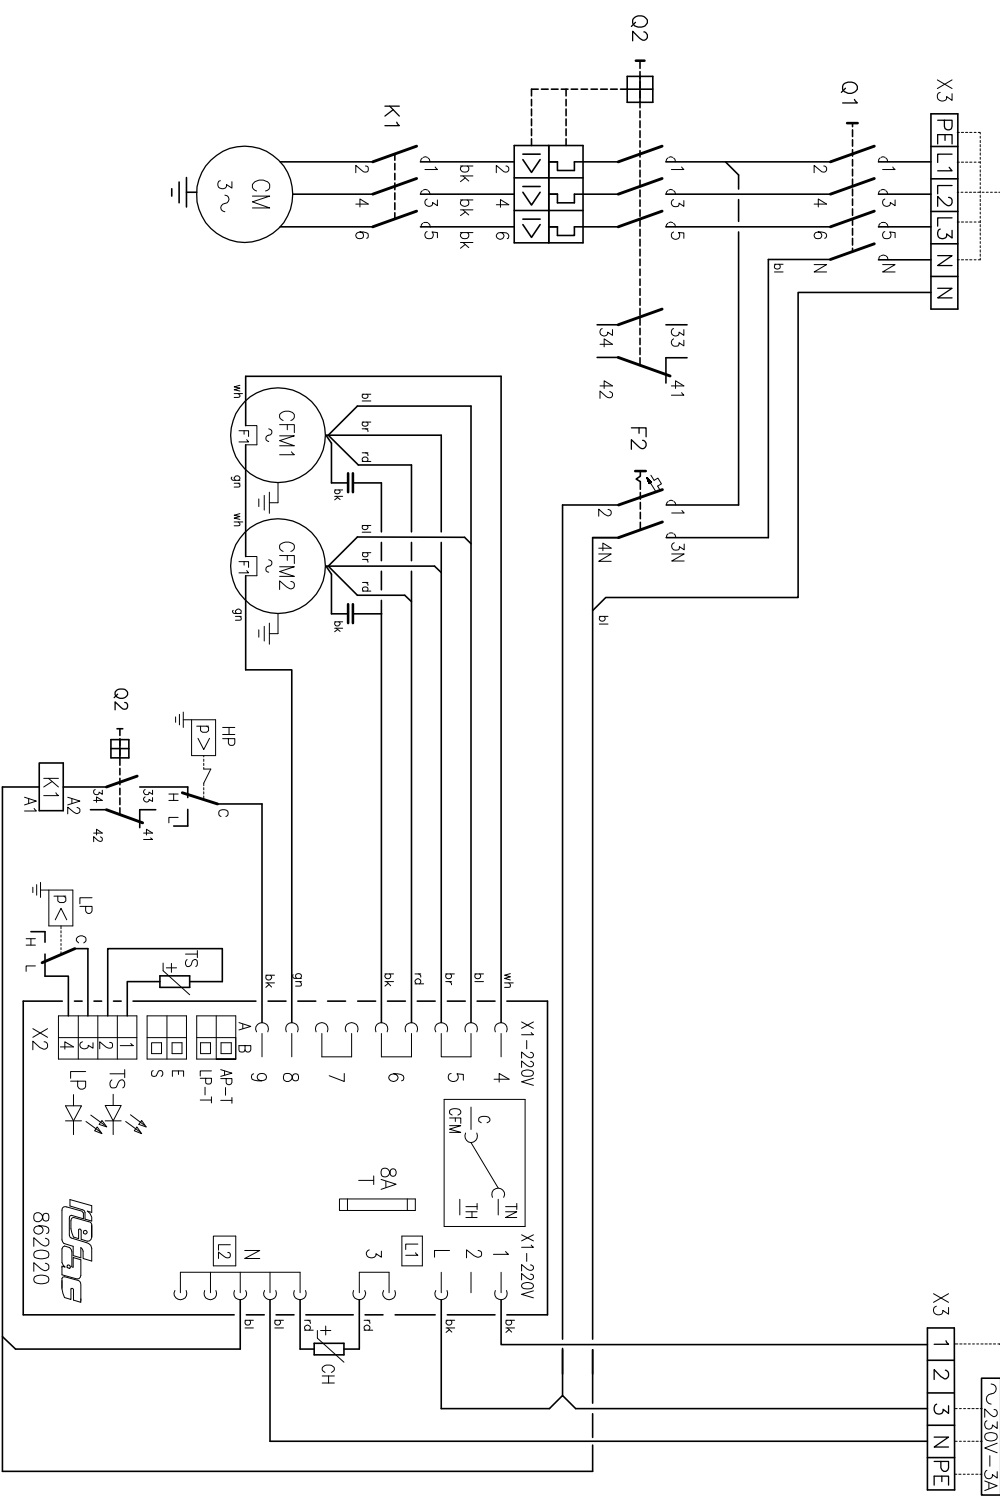 X3
PE
L1
L2
L3
N
N
Q1
1
3
5
N
2
4
6
N
bl
Q2
1
3
5
33
34
41
42
F2
1
3N
2
4N
bl
2
4
6
bk
bk
bk
K1
1
3
5
2
4
6
CM
3~
CFM1
~
F1
wh
gn
bl
br
rd
bk
CFM2
~
F1
wh
gn
bl
br
rd
bk
HP
P>
H
L
C
Q2
33
34
41
42
K1
A2
A1
LP
P<
C
H
L
TS
+
wh
bl
br
rd
bk
gn
bk
X1-220V
4
5
6
7
8
9
A
B
AP-T
LP-T
E
S
1
2
3
4
X2
TS
LP
C
CFM
TN
TH
8A
T
refac
862020
X1-220V
1
2
L
L1
3
N
L2
bk
bk
rd
rd
bl
bl
+
CH
X3
1
2
3
N
PE
~230V-3A